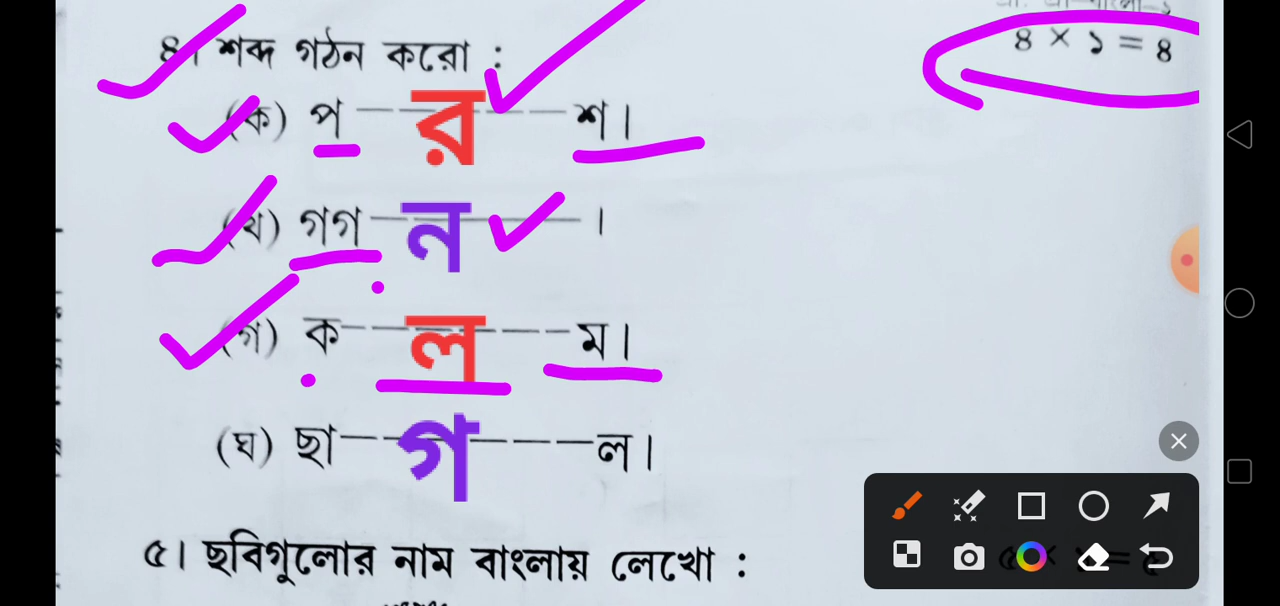 ৪। শব্দ গঠন করো : ৪ × ১ = ৪
(ক) প র শ।
(খ) গগ ন ।
(গ) ক ল ম।
(ঘ) ছা গ ল।
৫। ছবিগুলোর নাম বাংলায় লেখো :